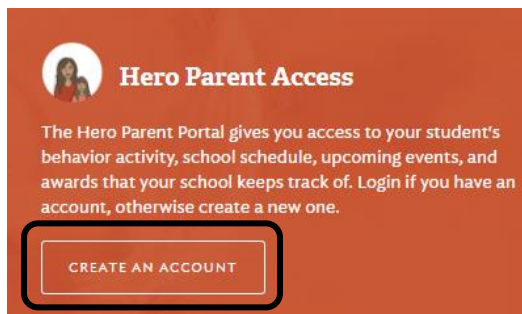 Hero Parent Access
The Hero Parent Portal gives you access to your student's
behavior activity, school schedule, upcoming events, and
awards that your school keeps track of. Login if you have an
account, otherwise create a new one.
CREATE AN ACCOUNT